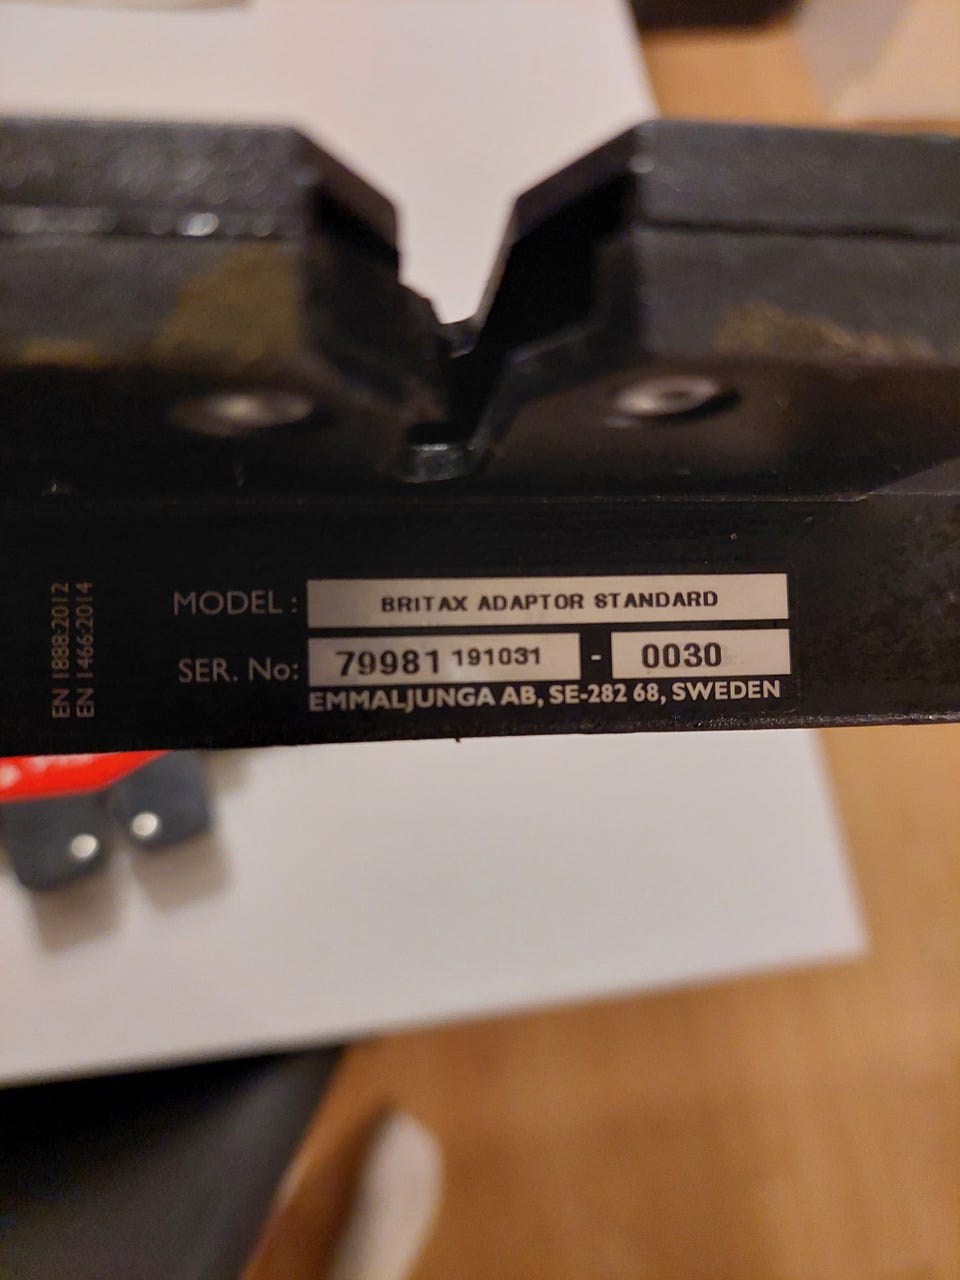 EN 1888:2012
EN 1466:2014
MODEL : BRITAX ADAPTOR STANDARD
SER. No: 79981 191031 - 0030
EMMALJUNGA AB, SE-282 68, SWEDEN